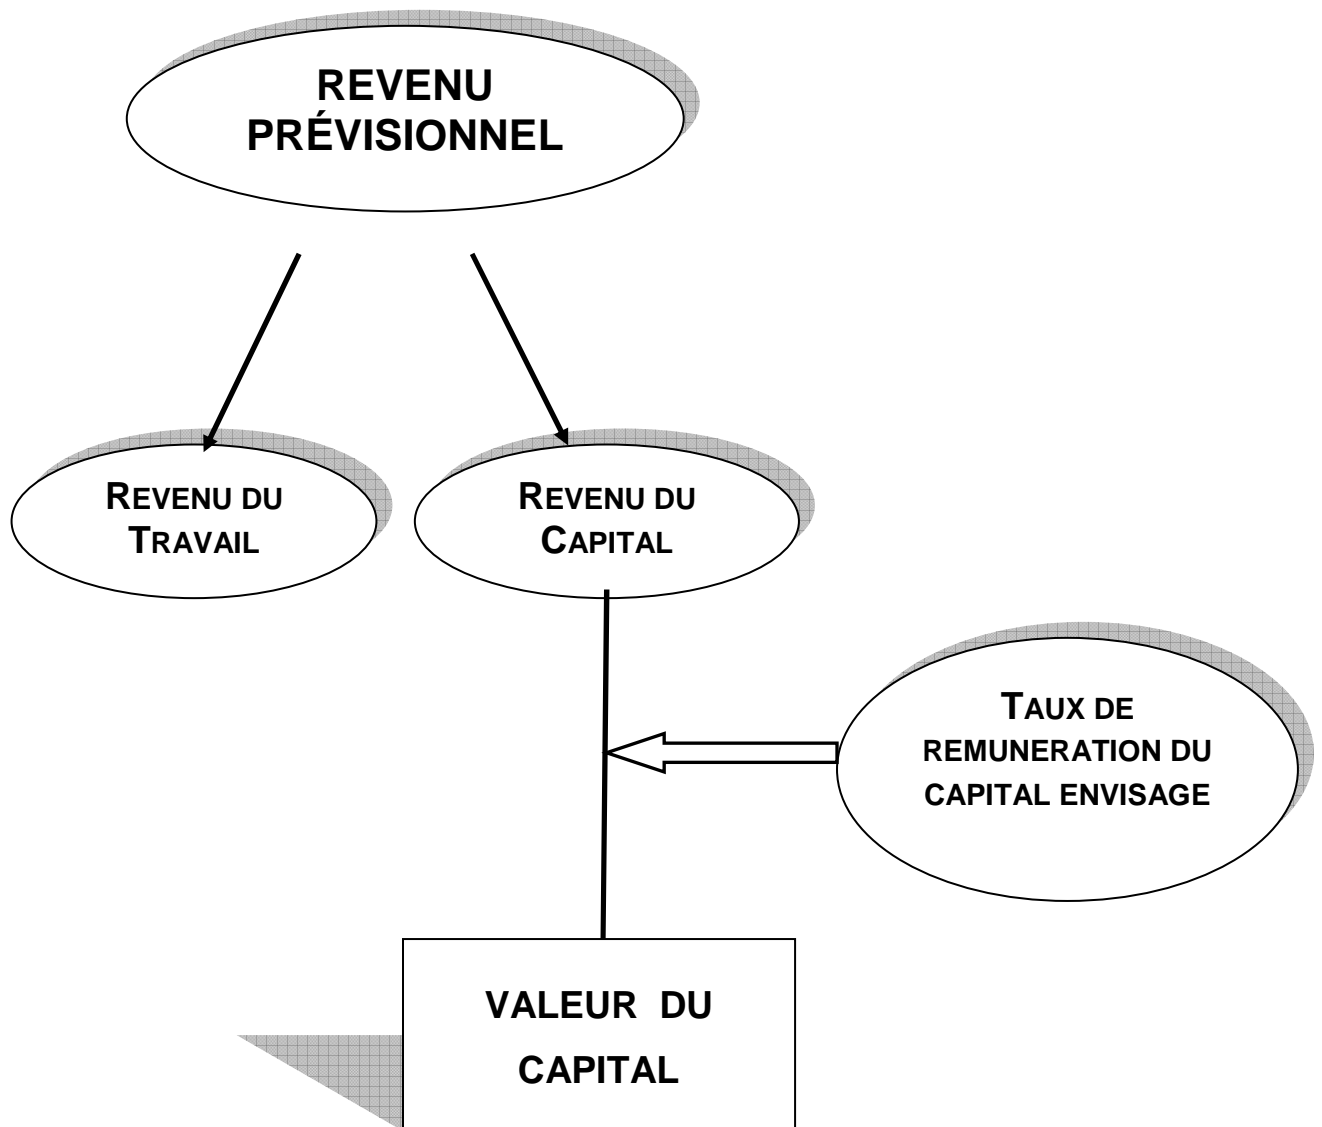 REVENU
PRÉVISIONNEL
REVENU DU
TRAVAIL
REVENU DU
CAPITAL
TAUX DE
REMUNERATION DU
CAPITAL ENVISAGE
VALEUR DU
CAPITAL